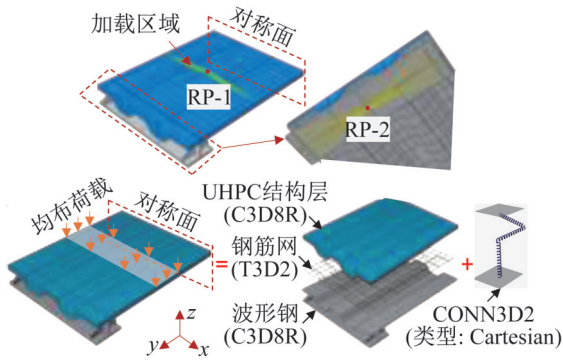 加载区域
对称面
RP-1
RP-2
均布荷载
对称面
UHPC结构层
(C3D8R)
钢筋网
(T3D2)
波形钢
(C3D8R)
=
+
CONN3D2
(类型: Cartesian)
z
y
x